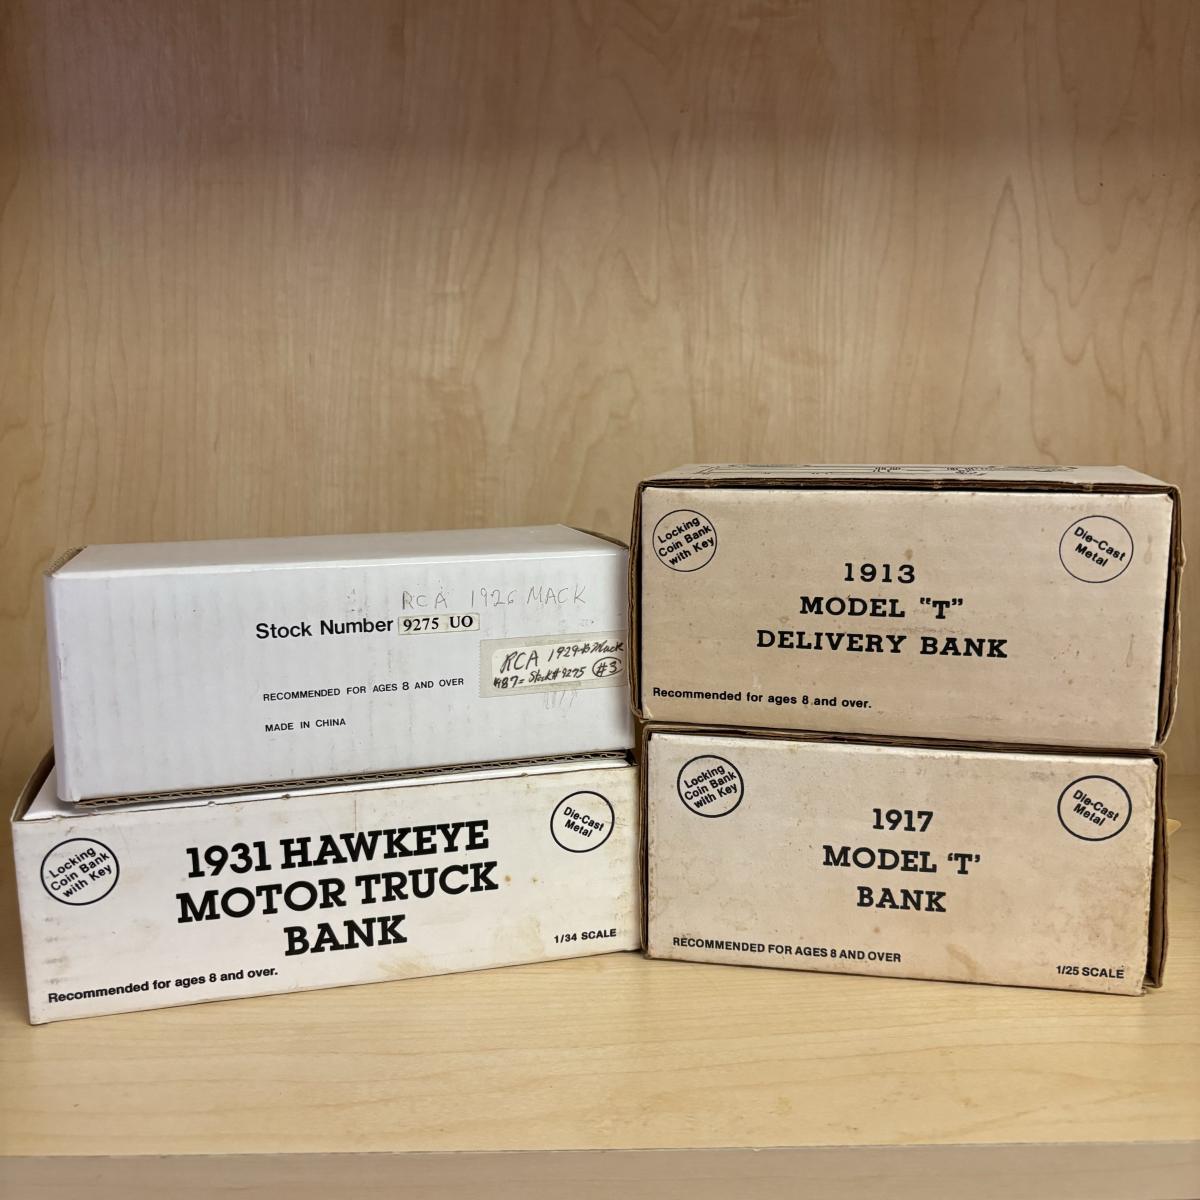 RCA 1926 MACK
Stock Number 9275 UO
RCA 1929-B Mack
#87= Stock# 9275 #3
RECOMMENDED FOR AGES 8 AND OVER
MADE IN CHINA
Locking
Coin Bank
with Key
Die-Cast
Metal
1931 HAWKEYE
MOTOR TRUCK
BANK
1/34 SCALE
Recommended for ages 8 and over.
Locking
Coin Bank
with Key
Die-Cast
Metal
1913
MODEL "T"
DELIVERY BANK
Recommended for ages 8 and over.
Locking
Coin Bank
with Key
Die-Cast
Metal
1917
MODEL 'T'
BANK
RECOMMENDED FOR AGES 8 AND OVER
1/25 SCALE